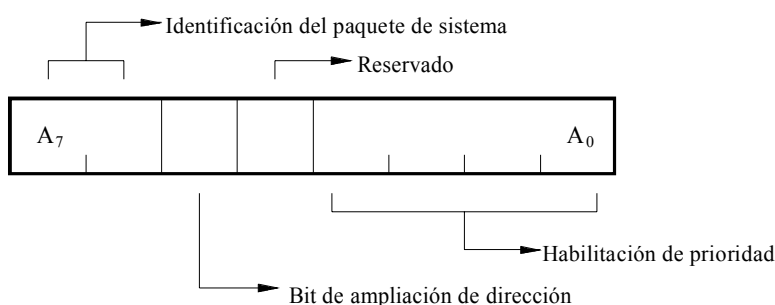 Identificación del paquete de sistema
Reservado
A7
A0
Habilitación de prioridad
Bit de ampliación de dirección